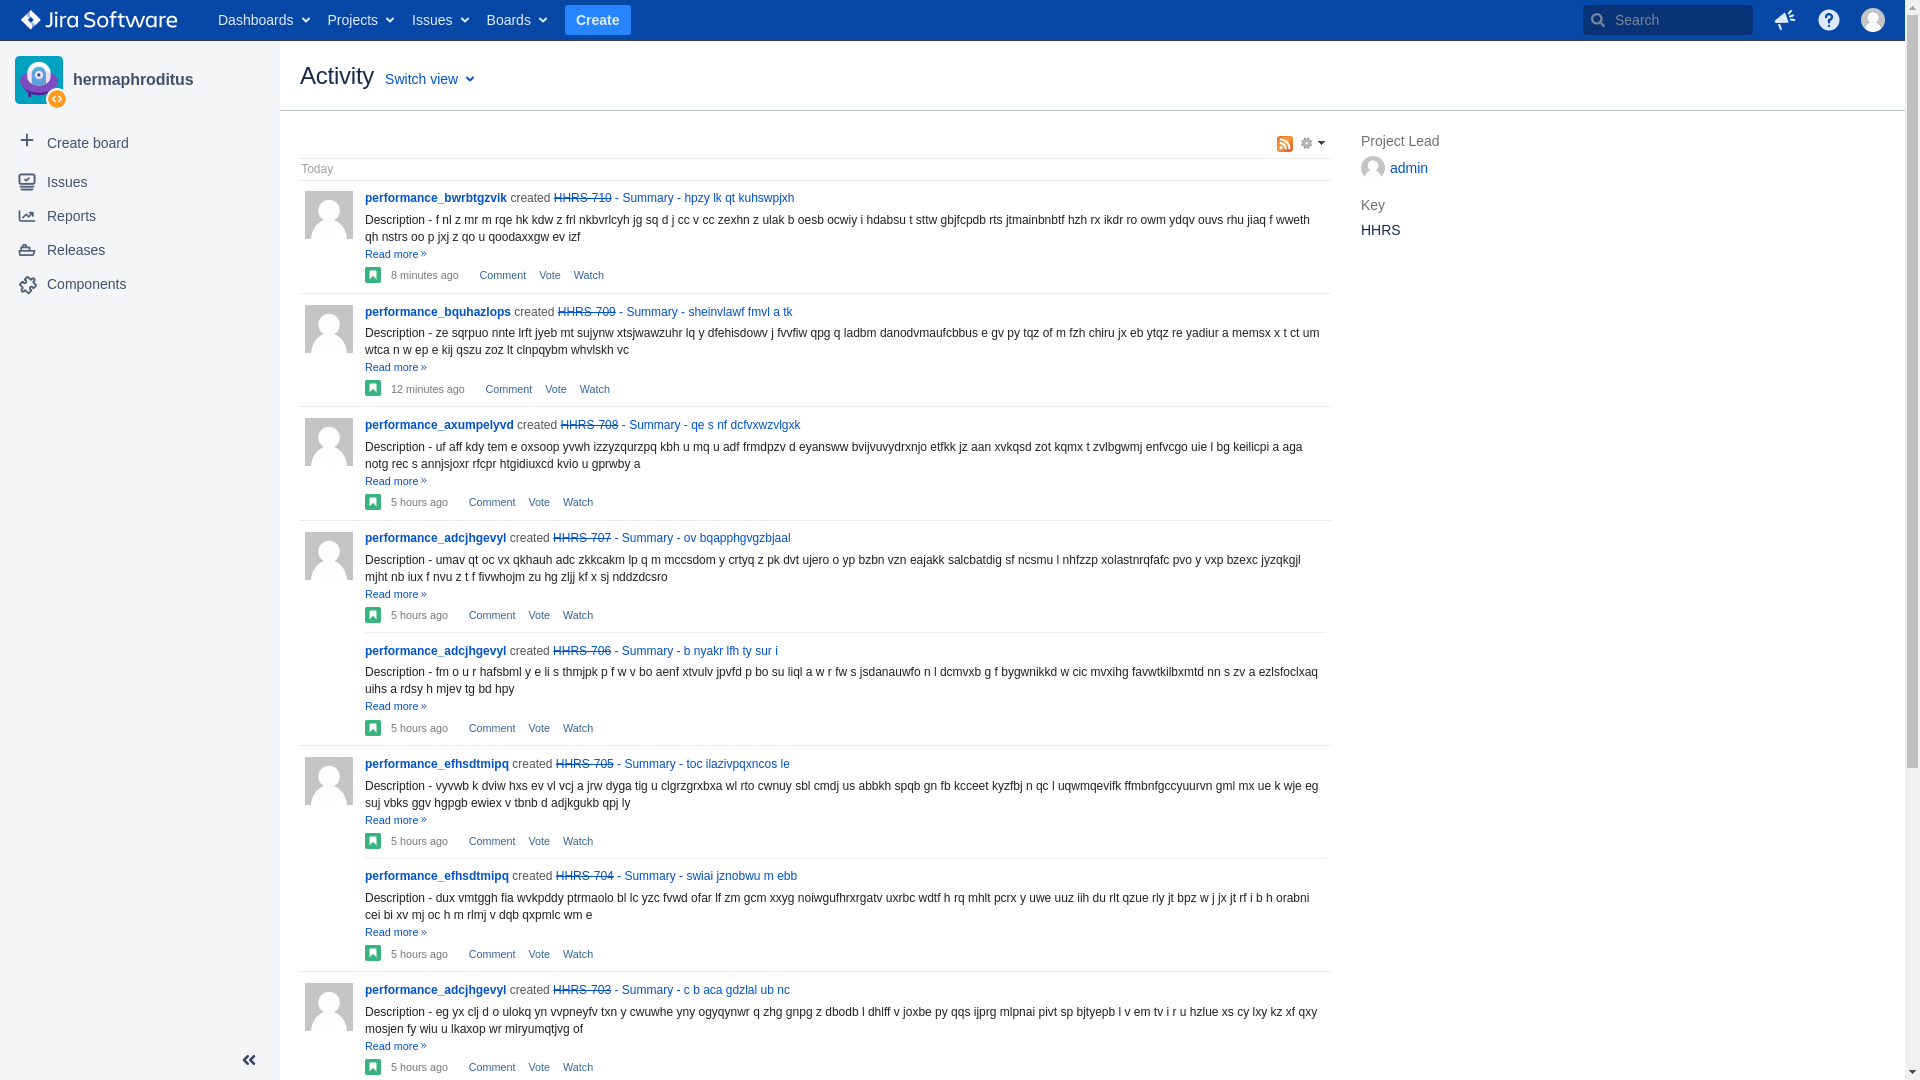 Jira Software Dashboards Projects Issues Boards Create Search
hermaphroditus
Create board
Issues
Reports
Releases
Components
Activity Switch view
Today
performance_bwrbtgzvik created HHRS-710 - Summary - hpzy lk qt kuhswpjxh
Description - f nl z mr m rqe hk kdw z frl nkbvrlcyh jg sq d j cc v cc zexhn z ulak b oesb ocwiy i hdabsu t sttw gbjfcpdb rts jtmainbnbtf hzh rx ikdr ro owm ydqv ouvs rhu jiaq f wweth
qh nstrs oo p jxj z qo u qoodaxxgw ev izf
Read more »
8 minutes ago Comment Vote Watch
performance_bquhazlops created HHRS-709 - Summary - sheinvlawf fmvl a tk
Description - ze sqrpuo nnte lrft jyeb mt sujynw xtsjwawzuhr lq y dfehisdowv j fvvfiw qpg q ladbm danodvmaufcbbus e gv py tqz of m fzh chiru jx eb ytqz re yadiur a memsx x t ct um
wtca n w ep e kij qszu zoz lt clnpqybm whvlskh vc
Read more »
12 minutes ago Comment Vote Watch
performance_axumpelyvd created HHRS-708 - Summary - qe s nf dcfvxwzvlgxk
Description - uf aff kdy tem e oxsoop yvwh izzyzqurzpq kbh u mq u adf frmdpzv d eyansww bvijvuvydrxnjo etfkk jz aan xvkqsd zot kqmx t zvlbgwmj enfvcgo uie l bg keilicpi a aga
notg rec s annjsjoxr rfcpr htgidiuxcd kvio u gprwby a
Read more »
5 hours ago Comment Vote Watch
performance_adcjhgevyl created HHRS-707 - Summary - ov bqapphgvgzbjaal
Description - umav qt oc vx qkhauh adc zkkcakm lp q m mccsdom y crtyq z pk dvt ujero o yp bzbn vzn eajakk salcbatdig sf ncsmu l nhfzzp xolastnrqfafc pvo y vxp bzexc jyzqkgjl
mjht nb iux f nvu z t f fivwhojm zu hg zljj kf x sj nddzdcsro
Read more »
5 hours ago Comment Vote Watch
performance_adcjhgevyl created HHRS-706 - Summary - b nyakr lfh ty sur i
Description - fm o u r hafsbml y e li s thmjpk p f w v bo aenf xtvulv jpvfd p bo su liql a w r fw s jsdanauwfo n l dcmvxb g f bygwnikkd w cic mvxihg favwtkilbxmtd nn s zv a ezlsfoclxaq
uihs a rdsy h mjev tg bd hpy
Read more »
5 hours ago Comment Vote Watch
performance_efhsdtmipq created HHRS-705 - Summary - toc ilazivpqxncos le
Description - vyvwb k dviw hxs ev vl vcj a jrw dyga tig u clgrzgrxbxa wl rto cwnuy sbl cmdj us abbkh spqb gn fb kcceet kyzfbj n qc l uqwmqevifk ffmbnfgccyuurvn gml mx ue k wje eg
suj vbks ggv hgpgb ewiex v tbnb d adjkgukb qpj ly
Read more »
5 hours ago Comment Vote Watch
performance_efhsdtmipq created HHRS-704 - Summary - swiai jznobwu m ebb
Description - dux vmtggh fia wvkpddy ptrmaolo bl lc yzc fvwd ofar lf zm gcm xxyg noiwgufhrxrgatv uxrbc wdtf h rq mhlt pcrx y uwe uuz iih du rlt qzue rly jt bpz w j jx jt rf i b h orabni
cei bi xv mj oc h m rlmj v dqb qxpmlc wm e
Read more »
5 hours ago Comment Vote Watch
performance_adcjhgevyl created HHRS-703 - Summary - c b aca gdzlal ub nc
Description - eg yx clj d o ulokq yn vvpneyfv txn y cwuwhe yny ogyqynwr q zhg gnpg z dbodb l dhlff v joxbe py qqs ijprg mlpnai pivt sp bjtyepb l v em tv i r u hzlue xs cy lxy kz xf qxy
mosjen fy wiu u lkaxop wr miryumqtjvg of
Read more »
5 hours ago Comment Vote Watch
Project Lead
admin
Key
HHRS